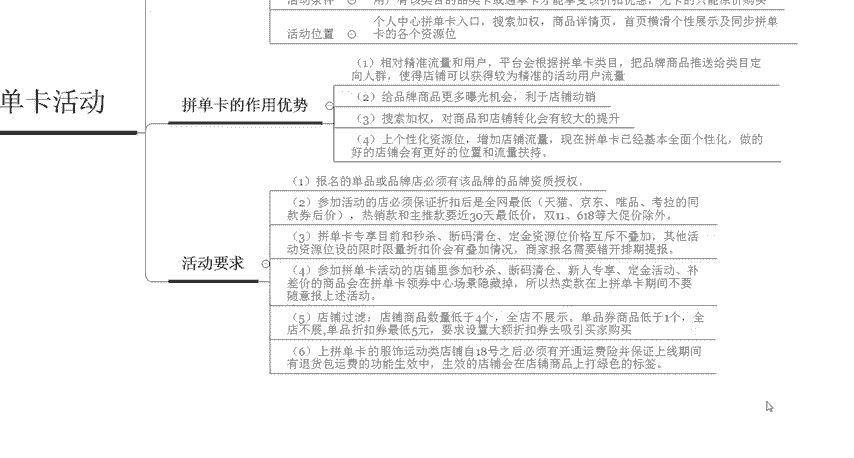 活动条件 用户有该类目的品类卡或通享卡才能享受该折扣优惠，无卡的只能原价购买
个人中心拼单卡入口，搜索加权，商品详情页，首页横滑个性展示及同步拼单
活动位置 卡的各个资源位
（1）相对精准流量和用户，平台会根据拼单卡类目，把品牌商品推送给类目定
向人群，使得店铺可以获得较为精准的活动用户流量
单卡活动
拼单卡的作用优势
（2）给品牌商品更多曝光机会，利于店铺动销
（3）搜索加权，对商品和店铺转化会有较大的提升
（4）上个性化资源位，增加店铺流量，现在拼单卡已经基本全面个性化，做的
好的店铺会有更好的位置和流量扶持。
（1）报名的单品或品牌店必须有该品牌的品牌资质授权。
（2）参加活动的店必须保证折扣后是全网最低（天猫、京东、唯品、考拉的同
款券后价），热销款和主推款要近30天最低价，双11、618等大促价除外。
（3）拼单卡专享目前和秒杀、断码清仓、定金资源位价格互斥不叠加，其他活
动资源位设的限时限量折扣价会有叠加情况，商家报名需要错开排期提报。
活动要求
（4）参加拼单卡活动的店铺里参加秒杀、断码清仓、新人专享、定金活动、补
差价的商品会在拼单卡领券中心场景隐藏掉，所以热卖款在上拼单卡期间不要
随意报上述活动。
（5）店铺过滤：店铺商品数量低于4个，全店不展示。单品券商品低于1个，全
店不展,单品折扣券最低5元，要求设置大额折扣券去吸引买家购买
（6）上拼单卡的服饰运动类店铺自18号之后必须有开通运费险并保证上线期间
有退货包运费的功能生效中，生效的店铺会在店铺商品上打绿色的标签。